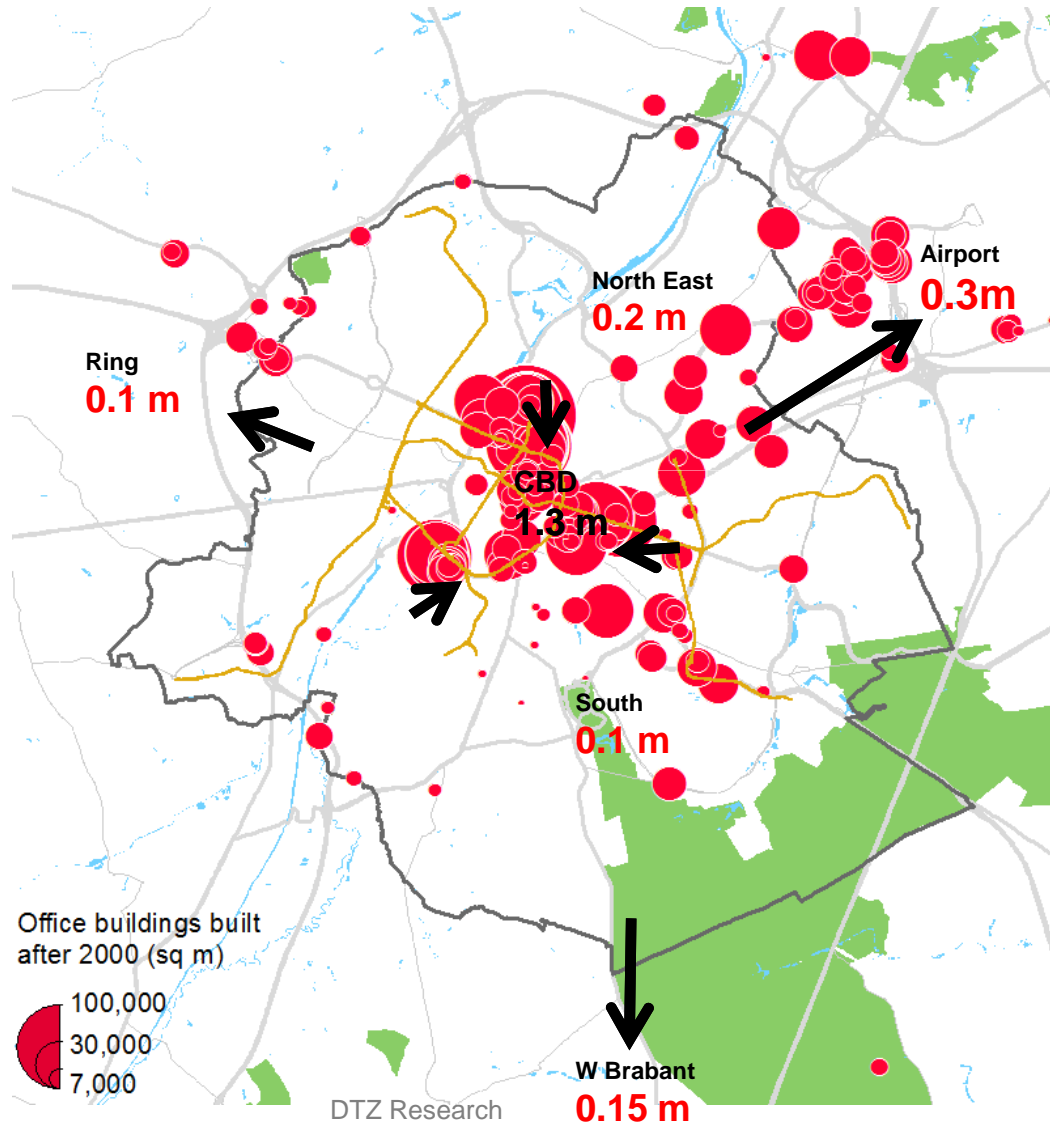 Airport
0.3m
North East
0.2 m
Ring
0.1 m
CBD
1.3 m
South
0.1 m
Office buildings built
after 2000 (sq m)
100,000
30,000
7,000
W Brabant
0.15 m
DTZ Research